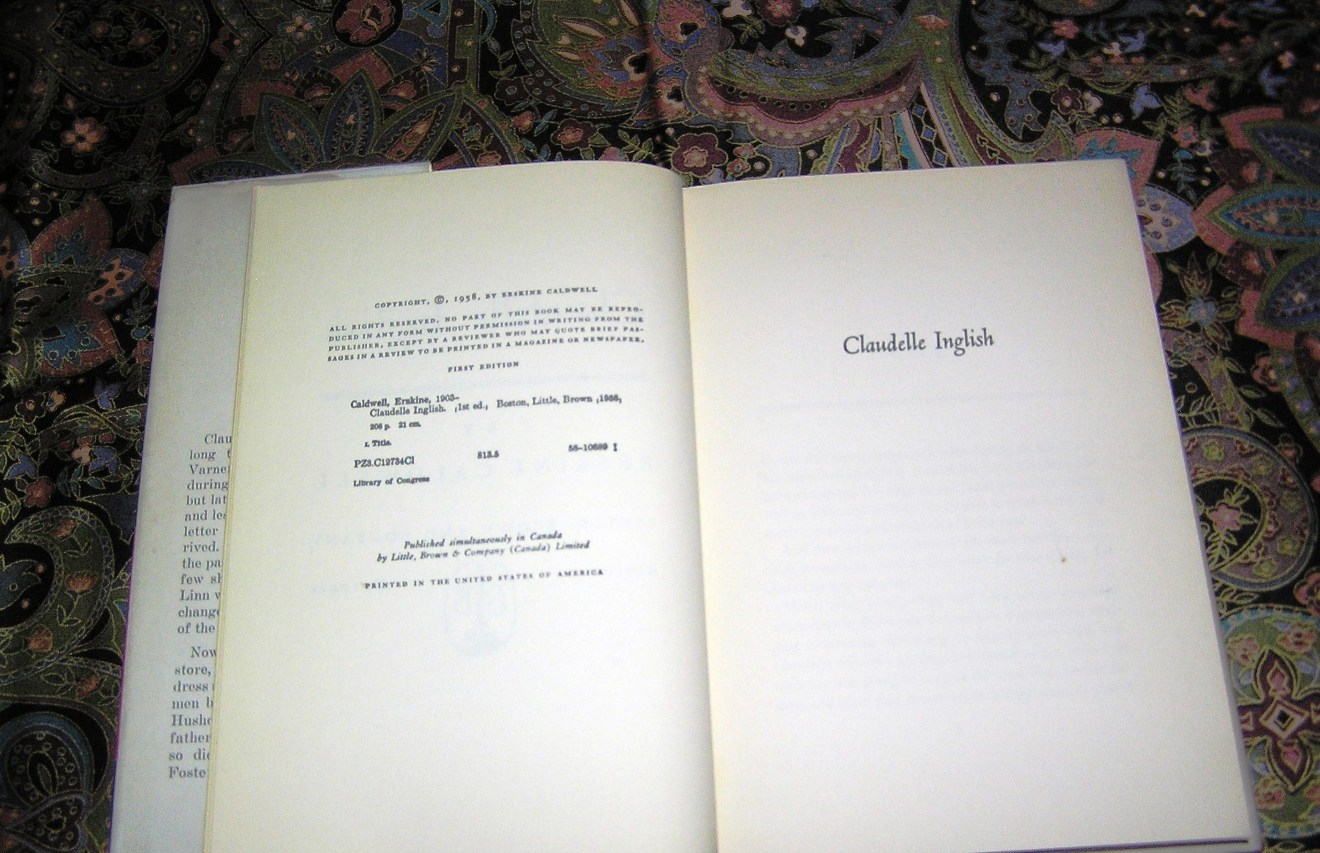 COPYRIGHT, ©, 1958, BY ERSKINE CALDWELL
ALL RIGHTS RESERVED. NO PART OF THIS BOOK MAY BE REPRO-
DUCED IN ANY FORM WITHOUT PERMISSION IN WRITING FROM THE
PUBLISHER, EXCEPT BY A REVIEWER WHO MAY QUOTE BRIEF PAS-
SAGES IN A REVIEW TO BE PRINTED IN A MAGAZINE OR NEWSPAPER.
FIRST EDITION
Caldwell, Erskine, 1903–
Claudelle Inglish. [1st ed.] Boston, Little, Brown [1958]
208 p. 21 cm.
I. Title.
PZ3.C12734Cl 813.5 58–10689 ‡
Library of Congress
Published simultaneously in Canada
by Little, Brown & Company (Canada) Limited
PRINTED IN THE UNITED STATES OF AMERICA
Claudelle Inglish
Clau
long t
Varne
during
but lat
and le
letter
rived.
the pa
few sh
Linn w
change
of the
Now
store,
dress
men b
Hushe
father
so die
Foste